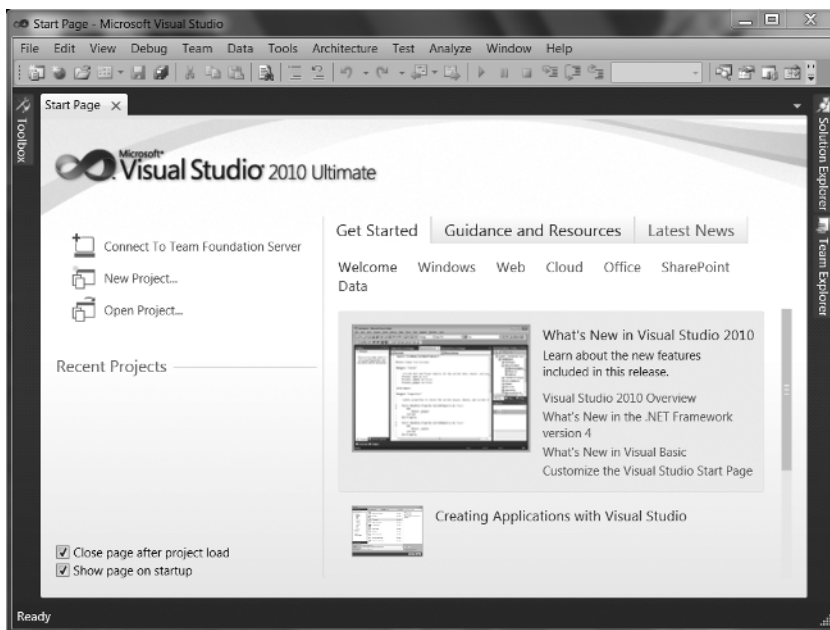 Start Page - Microsoft Visual Studio
File Edit View Debug Team Data Tools Architecture Test Analyze Window Help
Start Page
Toolbox
Solution Explorer
Team Explorer
Microsoft
Visual Studio 2010 Ultimate
Connect To Team Foundation Server
New Project...
Open Project...
Recent Projects
Close page after project load
Show page on startup
Get Started Guidance and Resources Latest News
Welcome Windows Web Cloud Office SharePoint
Data
What's New in Visual Studio 2010
Learn about the new features
included in this release.
Visual Studio 2010 Overview
What's New in the .NET Framework
version 4
What's New in Visual Basic
Customize the Visual Studio Start Page
Creating Applications with Visual Studio
Ready